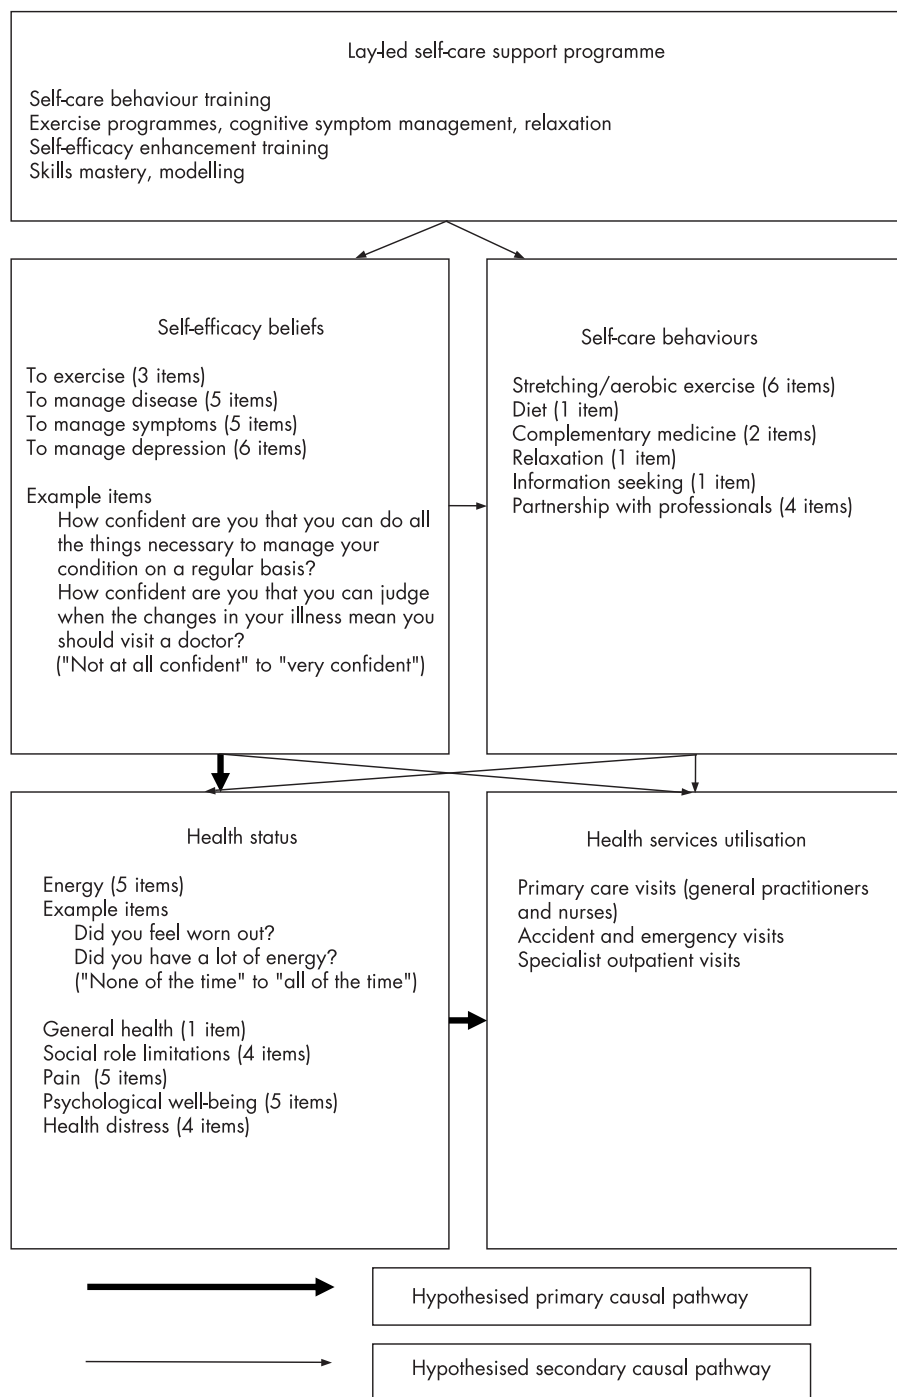 Lay-led self-care support programme
Self-care behaviour training
Exercise programmes, cognitive symptom management, relaxation
Self-efficacy enhancement training
Skills mastery, modelling
Self-efficacy beliefs
To exercise (3 items)
To manage disease (5 items)
To manage symptoms (5 items)
To manage depression (6 items)
Example items
How confident are you that you can do all
the things necessary to manage your
condition on a regular basis?
How confident are you that you can judge
when the changes in your illness mean you
should visit a doctor?
("Not at all confident" to "very confident")
Self-care behaviours
Stretching/aerobic exercise (6 items)
Diet (1 item)
Complementary medicine (2 items)
Relaxation (1 item)
Information seeking (1 item)
Partnership with professionals (4 items)
Health status
Energy (5 items)
Example items
Did you feel worn out?
Did you have a lot of energy?
("None of the time" to "all of the time")
General health (1 item)
Social role limitations (4 items)
Pain (5 items)
Psychological well-being (5 items)
Health distress (4 items)
Health services utilisation
Primary care visits (general practitioners
and nurses)
Accident and emergency visits
Specialist outpatient visits
Hypothesised primary causal pathway
Hypothesised secondary causal pathway